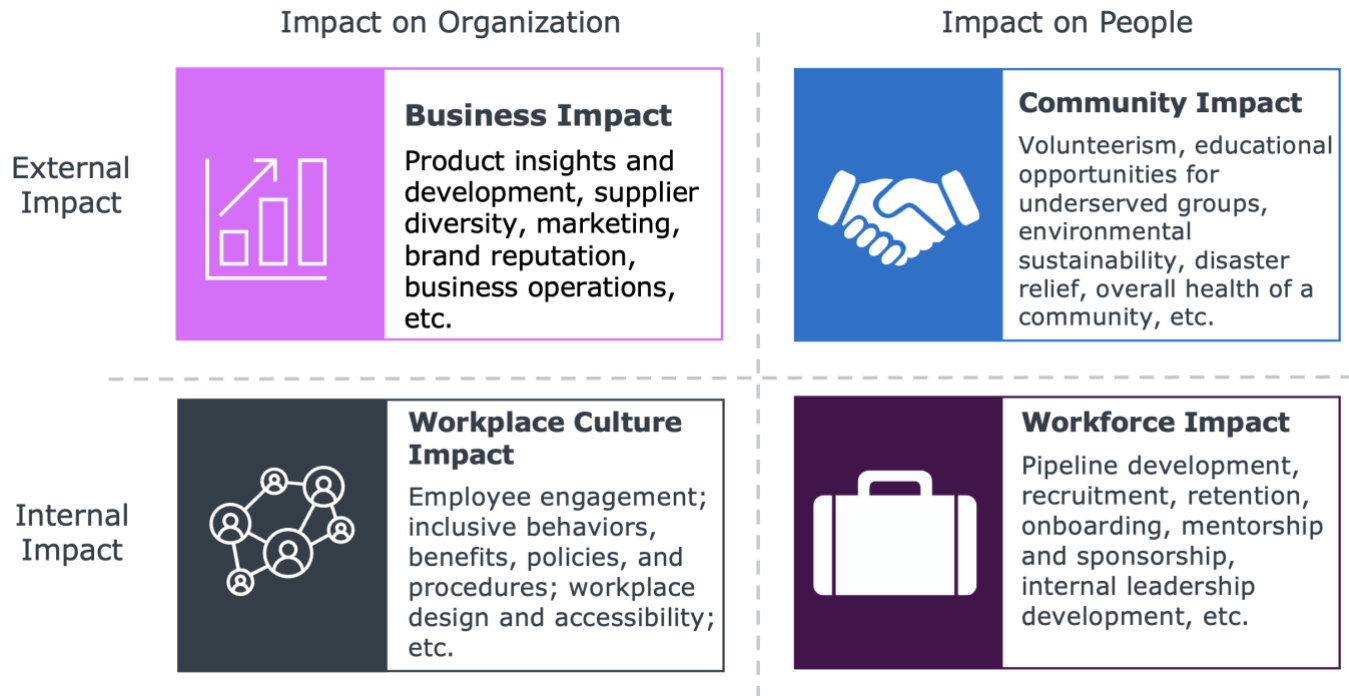 Impact on Organization
Impact on People
External
Impact
Business Impact
Product insights and
development, supplier
diversity, marketing,
brand reputation,
business operations,
etc.
Community Impact
Volunteerism, educational
opportunities for
underserved groups,
environmental
sustainability, disaster
relief, overall health of a
community, etc.
Internal
Impact
Workplace Culture
Impact
Employee engagement;
inclusive behaviors,
benefits, policies, and
procedures; workplace
design and accessibility;
etc.
Workforce Impact
Pipeline development,
recruitment, retention,
onboarding, mentorship
and sponsorship,
internal leadership
development, etc.